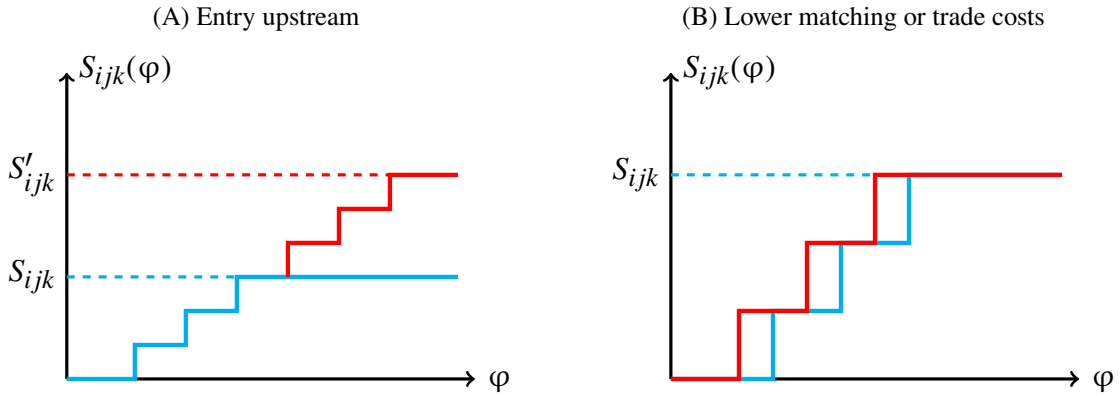 (A) Entry upstream
(B) Lower matching or trade costs
S_{ijk}(φ)
S_{ijk}(φ)
S'_{ijk}
S_{ijk}
S_{ijk}
φ
φ